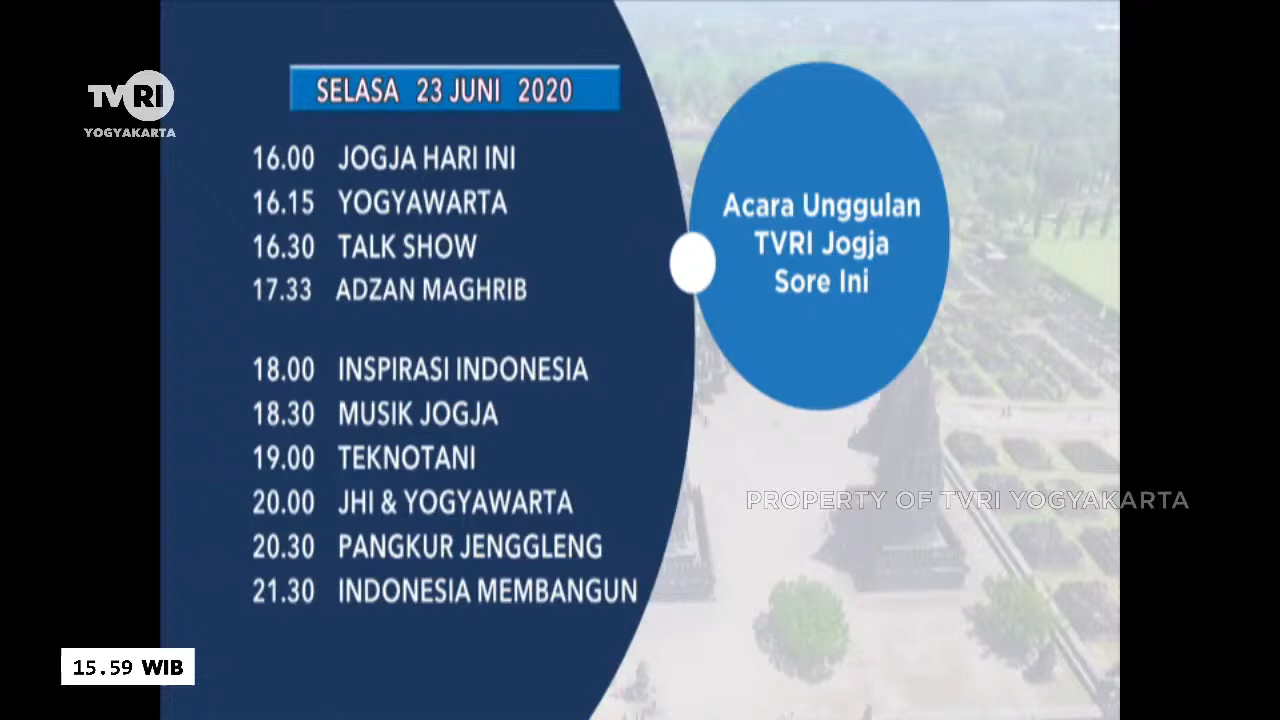 TVRI
YOGYAKARTA
SELASA 23 JUNI 2020
16.00 JOGJA HARI INI
16.15 YOGYAWARTA
16.30 TALK SHOW
17.33 ADZAN MAGHRIB
18.00 INSPIRASI INDONESIA
18.30 MUSIK JOGJA
19.00 TEKNOTANI
20.00 JHI & YOGYAWARTA
20.30 PANGKUR JENGGLENG
21.30 INDONESIA MEMBANGUN
Acara Unggulan
TVRI Jogja
Sore Ini
PROPERTY OF TVRI YOGYAKARTA
15.59 WIB